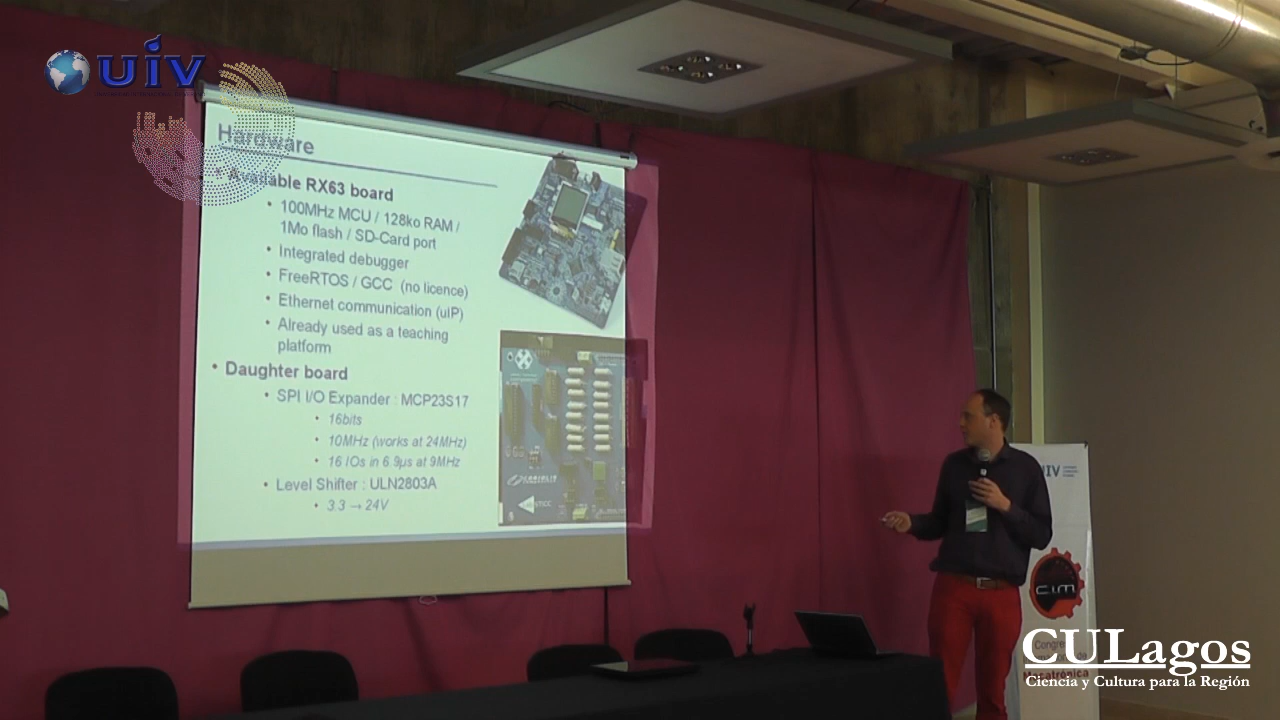 UIV
Hardware
• Available RX63 board
• 100MHz MCU / 128ko RAM /
1Mo flash / SD-Card port
• Integrated debugger
• FreeRTOS / GCC (no licence)
• Ethernet communication (uIP)
• Already used as a teaching
platform
• Daughter board
• SPI I/O Expander : MCP23S17
• 16bits
• 10MHz (works at 24MHz)
• 16 IOs in 6.9µs at 9MHz
• Level Shifter : ULN2803A
• 3.3 → 24V
UIV
C.I.M
Mecatrónica
CULagos
Ciencia y Cultura para la Región